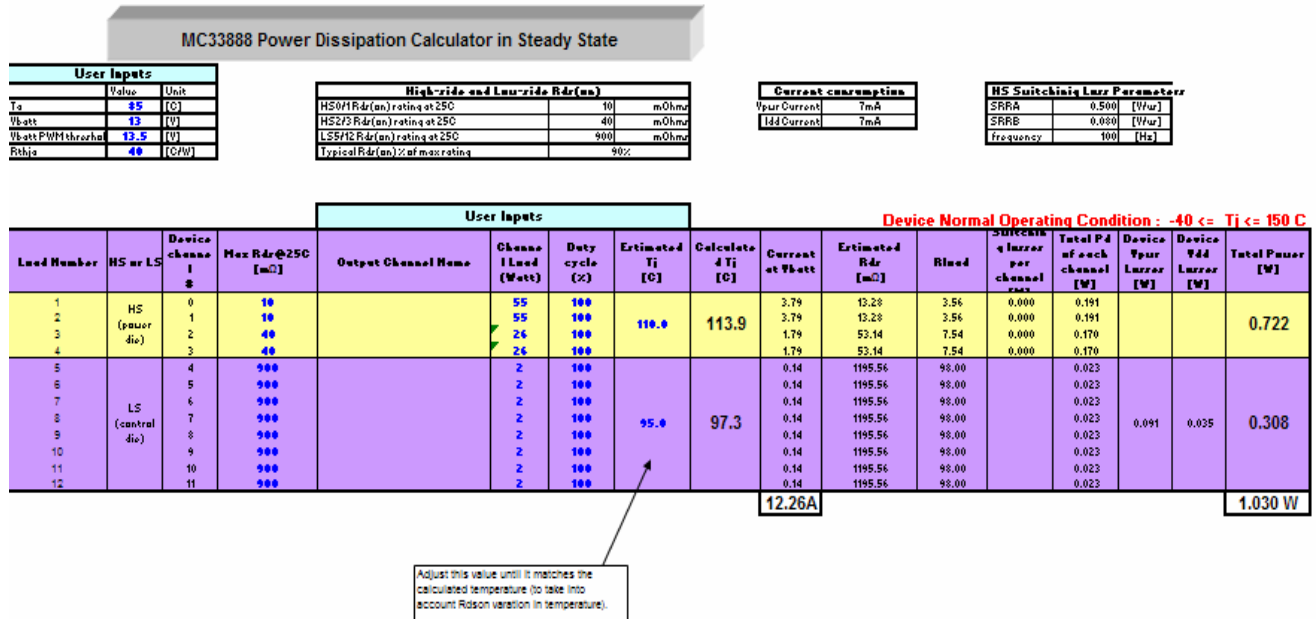 MC33888 Power Dissipation Calculator in Steady State
User Inputs
Value Unit
Ta 85 [C]
Vbatt 13 [V]
Vbatt PWM threshol 13.5 [V]
Rthja 40 [C/W]
High-side and Low-side Rds(on)
HS0/1 Rds(on) rating at 25C 10 mOhms
HS2/3 Rds(on) rating at 25C 40 mOhms
LS5/12 Rds(on) rating at 25C 900 mOhms
Typical Rds(on) % of max rating 90%
Current consumption
Vpwr Current 7mA
Idd Current 7mA
HS Switching Loss Parameters
SRRA 0.500 [V/us]
SRRB 0.080 [V/us]
frequency 100 [Hz]
User Inputs
Device Normal Operating Condition : -40 <= Tj <= 150 C
Load Number HS or LS Device channel # Max Rds@25C [mΩ] Output Channel Name Channel Load (Watt) Duty cycle (%) Estimated Tj [C] Calculated Tj [C] Current at Vbatt Estimated Rds [mΩ] Rload losses per channel Total Pd of each channel [W] Device Vpwr Losses [W] Device Vdd Losses [W] Total Power [W]
HS (power die) 110.0 113.9 0.722
1 0 10 55 100 3.79 13.28 3.56 0.000 0.191
2 1 10 55 100 3.79 13.28 3.56 0.000 0.191
3 2 40 26 100 1.79 53.14 7.54 0.000 0.170
4 3 40 26 100 1.79 53.14 7.54 0.000 0.170
LS (control die) 95.0 97.3 0.091 0.035 0.308
5 4 900 2 100 0.14 1195.56 98.00 0.023
6 5 900 2 100 0.14 1195.56 98.00 0.023
7 6 900 2 100 0.14 1195.56 98.00 0.023
8 7 900 2 100 0.14 1195.56 98.00 0.023
9 8 900 2 100 0.14 1195.56 98.00 0.023
10 9 900 2 100 0.14 1195.56 98.00 0.023
11 10 900 2 100 0.14 1195.56 98.00 0.023
12 11 900 2 100 0.14 1195.56 98.00 0.023
12.26A 1.030 W
Adjust this value until it matches the
calculated temperature (to take into
account Rdson varation in temperature).